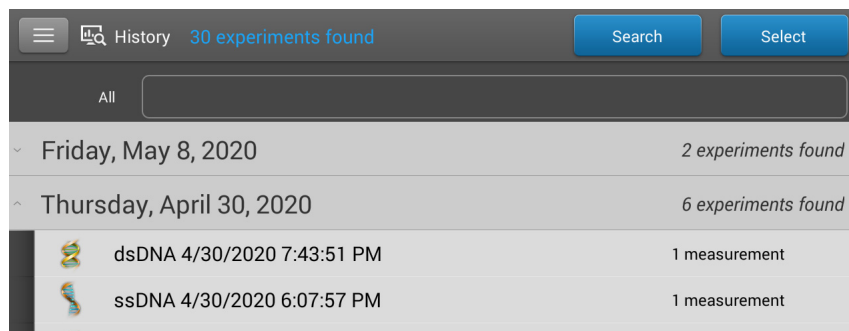 History 30 experiments found Search Select
All
Friday, May 8, 2020 2 experiments found
Thursday, April 30, 2020 6 experiments found
dsDNA 4/30/2020 7:43:51 PM 1 measurement
ssDNA 4/30/2020 6:07:57 PM 1 measurement